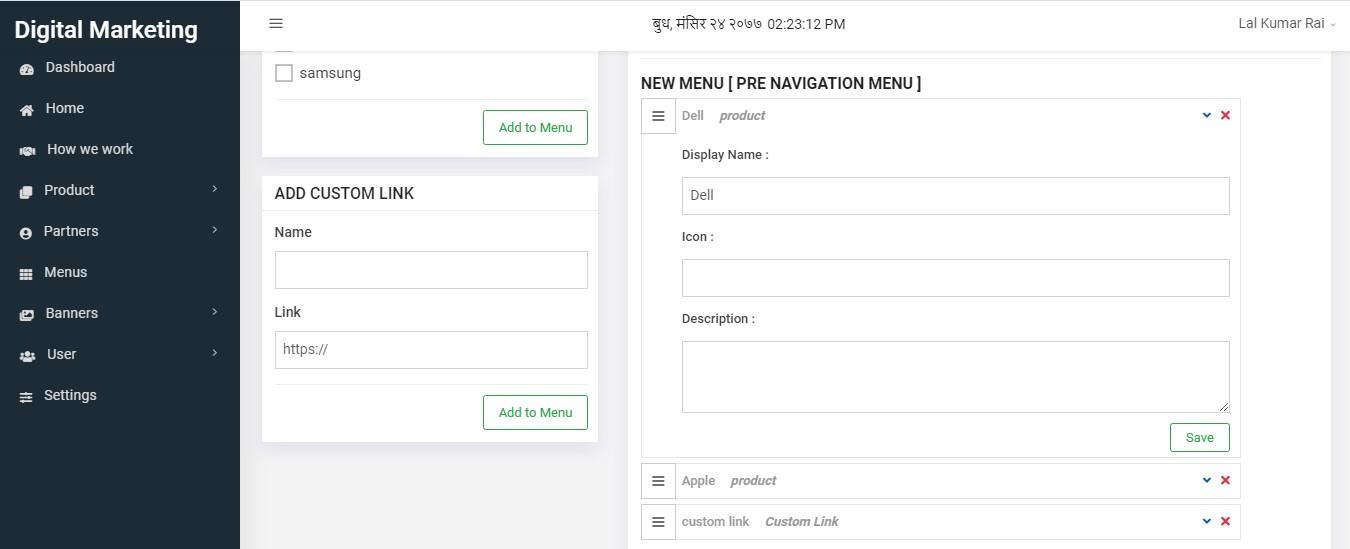 Digital Marketing
बुध, मंसिर २४ २०७७ 02:23:12 PM
Lal Kumar Rai
Dashboard
Home
How we work
Product
Partners
Menus
Banners
User
Settings
samsung
Add to Menu
ADD CUSTOM LINK
Name
Link
https://
Add to Menu
NEW MENU [ PRE NAVIGATION MENU ]
Dell product
Display Name :
Dell
Icon :
Description :
Save
Apple product
custom link Custom Link